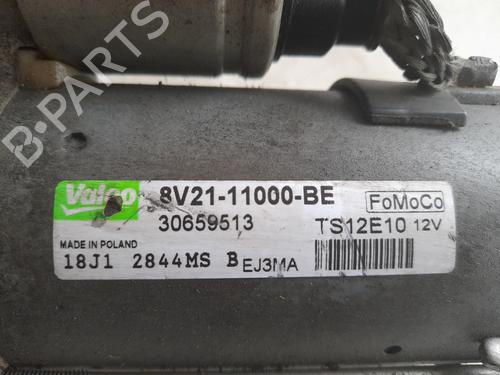 B-PARTS
Valeo
8V21-11000-BE
FoMoCo
30659513
TS12E10 12V
MADE IN POLAND
18J1 2844MS B EJ3MA